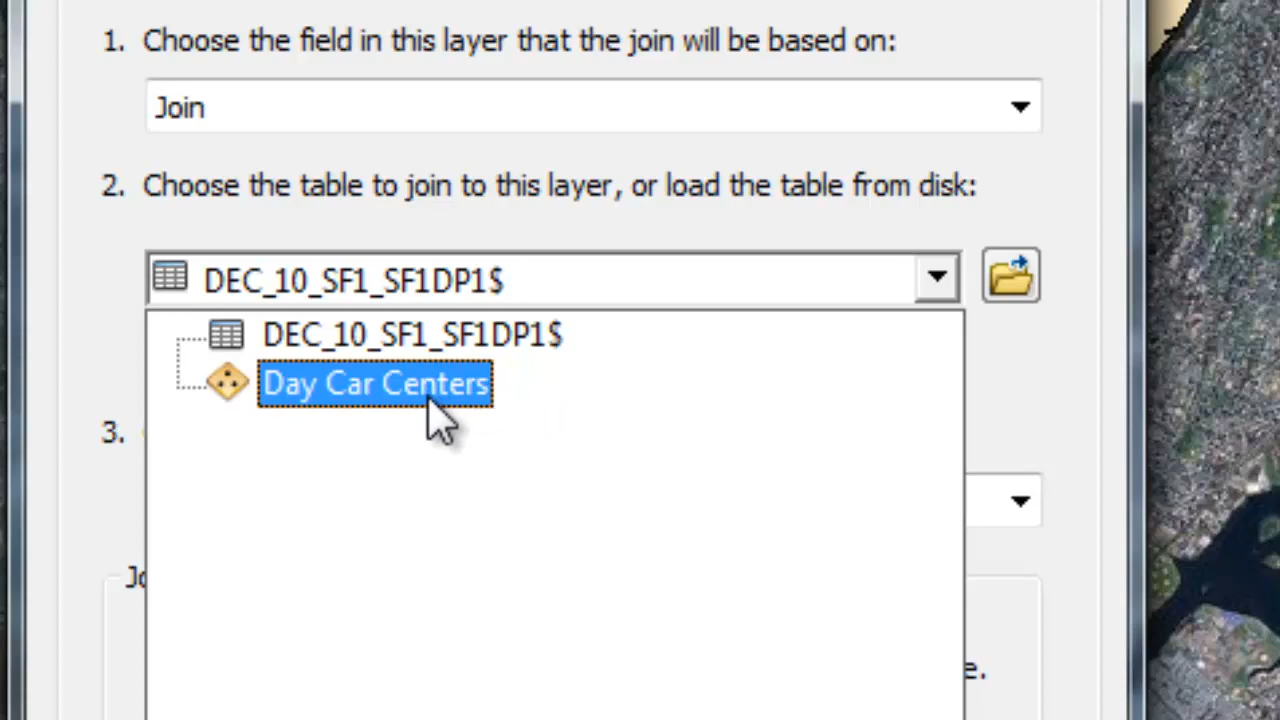 1. Choose the field in this layer that the join will be based on:
Join
2. Choose the table to join to this layer, or load the table from disk:
DEC_10_SF1_SF1DP1$
DEC_10_SF1_SF1DP1$
Day Car Centers
3.
Jo
e.